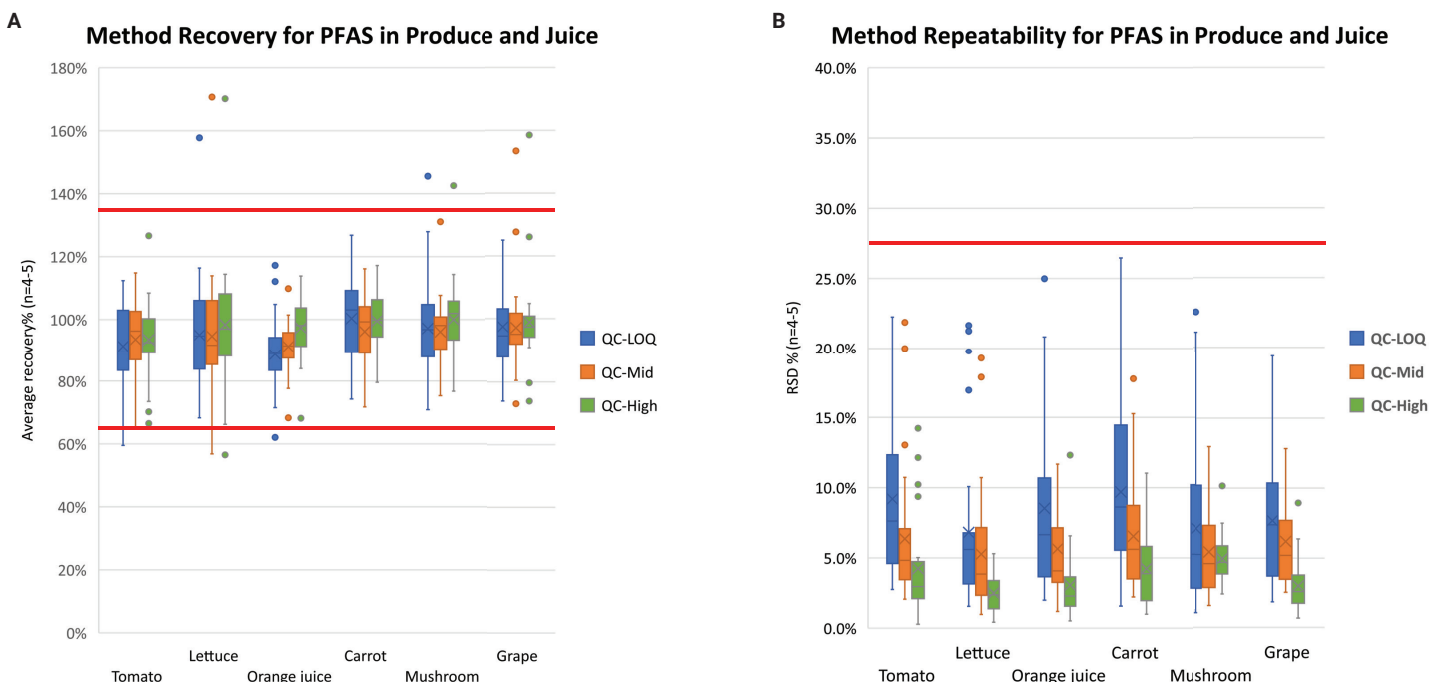 A
Method Recovery for PFAS in Produce and Juice
180%
160%
140%
120%
100%
80%
60%
40%
20%
0%
Average recovery% (n=4-5)
Lettuce
Carrot
Grape
Tomato
Orange juice
Mushroom
QC-LOQ
QC-Mid
QC-High
B
Method Repeatability for PFAS in Produce and Juice
40.0%
35.0%
30.0%
25.0%
20.0%
15.0%
10.0%
5.0%
0.0%
RSD % (n=4-5)
Lettuce
Carrot
Grape
Tomato
Orange juice
Mushroom
QC-LOQ
QC-Mid
QC-High